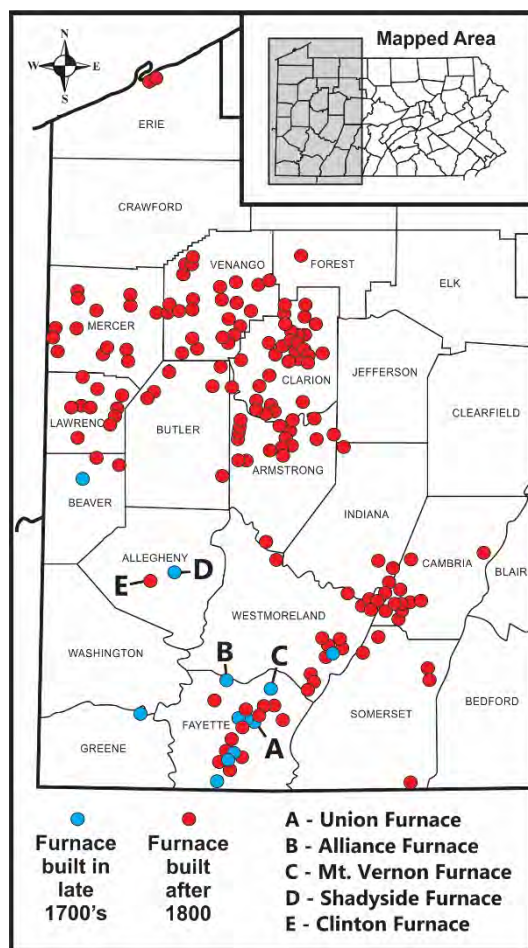 N
W E
S
Mapped Area
ERIE
CRAWFORD
VENANGO
FOREST
ELK
MERCER
CLARION
JEFFERSON
CLEARFIELD
LAWRENC
BUTLER
ARMSTRONG
BEAVER
INDIANA
ALLEGHENY
D
E
CAMBRIA
BLAIR
WESTMORELAND
WASHINGTON
B
C
FAYETTE
SOMERSET
BEDFORD
GREENE
A
Furnace
built in
late
1700's
Furnace
built
after
1800
A - Union Furnace
B - Alliance Furnace
C - Mt. Vernon Furnace
D - Shadyside Furnace
E - Clinton Furnace